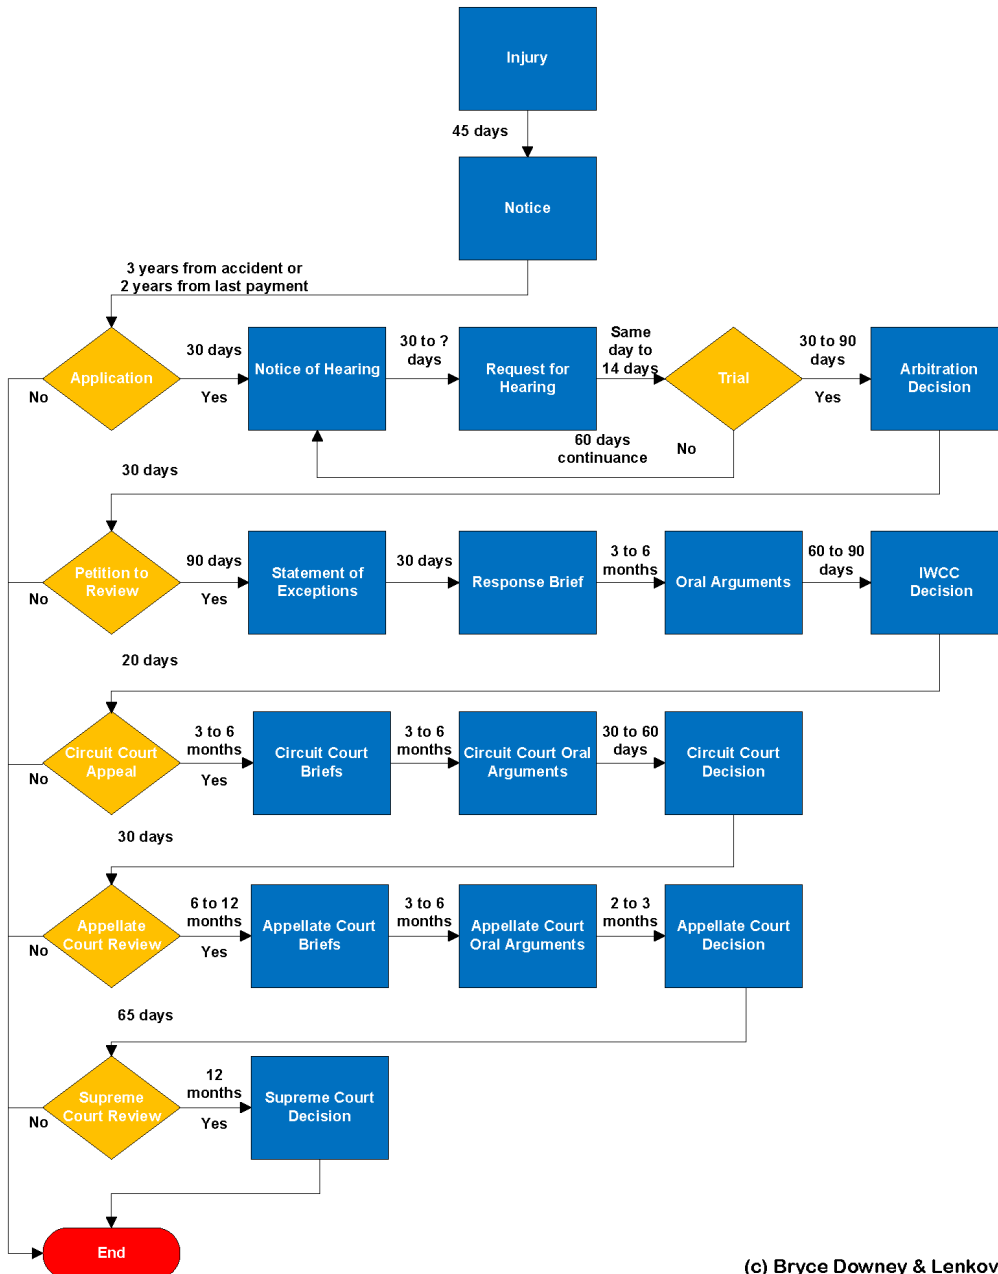 Injury
45 days
Notice
3 years from accident or
2 years from last payment
Application
No
30 days
Yes
Notice of Hearing
30 to ?
days
Request for
Hearing
Same
day to
14 days
Trial
30 to 90
days
Yes
Arbitration
Decision
60 days
continuance
No
30 days
Petition to
Review
No
90 days
Yes
Statement of
Exceptions
30 days
Response Brief
3 to 6
months
Oral Arguments
60 to 90
days
IWCC
Decision
20 days
Circuit Court
Appeal
No
3 to 6
months
Yes
Circuit Court
Briefs
3 to 6
months
Circuit Court Oral
Arguments
30 to 60
days
Circuit Court
Decision
30 days
Appellate
Court Review
No
6 to 12
months
Yes
Appellate Court
Briefs
3 to 6
months
Appellate Court
Oral Arguments
2 to 3
months
Appellate Court
Decision
65 days
Supreme
Court Review
No
12
months
Yes
Supreme Court
Decision
End
(c) Bryce Downey & Lenkov